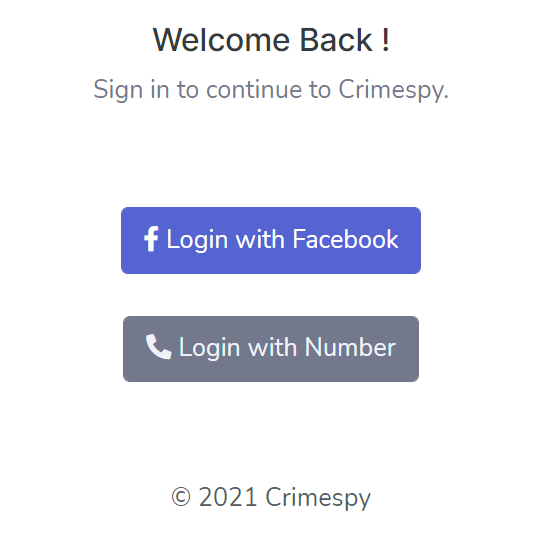 Welcome Back !
Sign in to continue to Crimespy.
Login with Facebook
Login with Number
© 2021 Crimespy